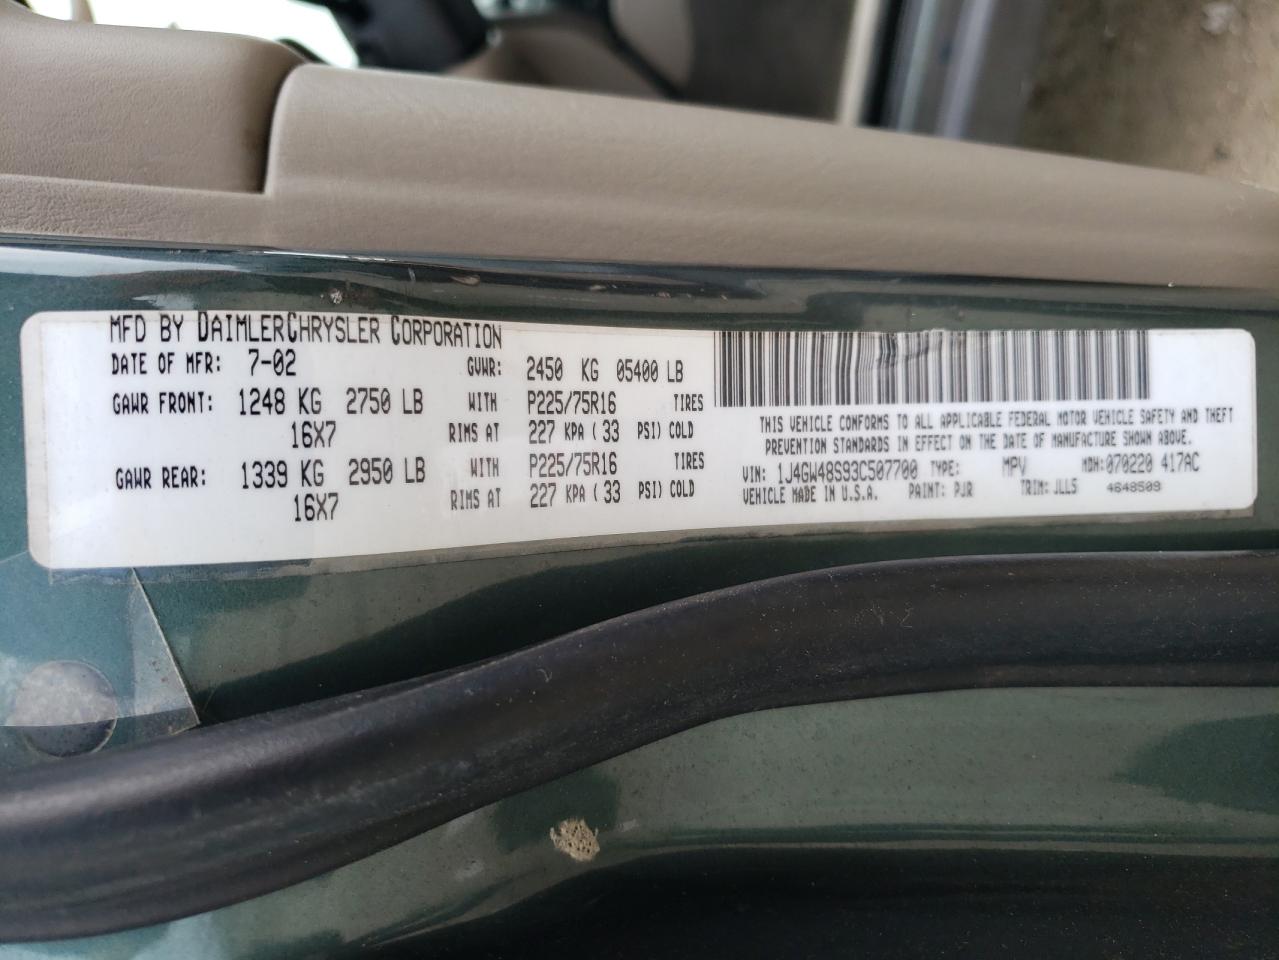 MFD BY DAIMLERCHRYSLER CORPORATION
DATE OF MFR: 7-02 GVWR: 2450 KG 05400 LB
GAWR FRONT: 1248 KG 2750 LB WITH P225/75R16 TIRES
16X7 RIMS AT 227 KPA ( 33 PSI) COLD
GAWR REAR: 1339 KG 2950 LB WITH P225/75R16 TIRES
16X7 RIMS AT 227 KPA ( 33 PSI) COLD
THIS VEHICLE CONFORMS TO ALL APPLICABLE FEDERAL MOTOR VEHICLE SAFETY AND THEFT
PREVENTION STANDARDS IN EFFECT ON THE DATE OF MANUFACTURE SHOWN ABOVE.
VIN: 1J4GW48S93C507700 TYPE: MPV MDH: 070220 417AC
VEHICLE MADE IN U.S.A. PAINT: PJR TRIM: JLL5 4648509